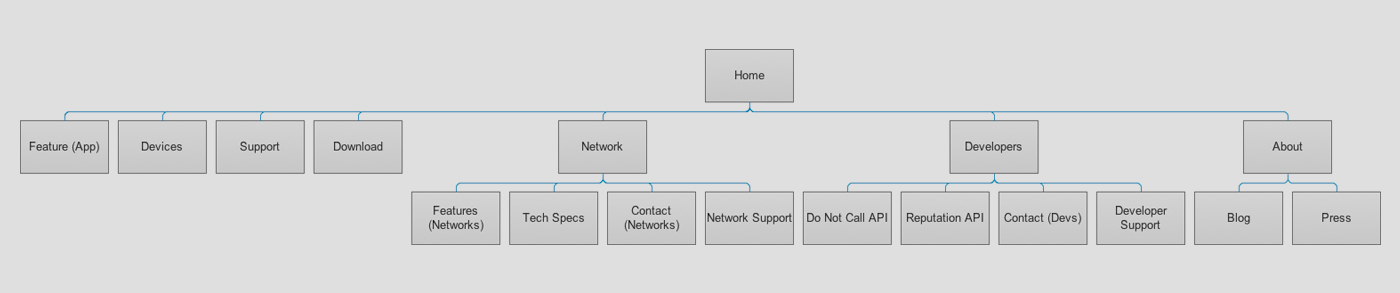 Home
Feature (App)
Devices
Support
Download
Network
Developers
About
Features
(Networks)
Tech Specs
Contact
(Networks)
Network Support
Do Not Call API
Reputation API
Contact (Devs)
Developer
Support
Blog
Press